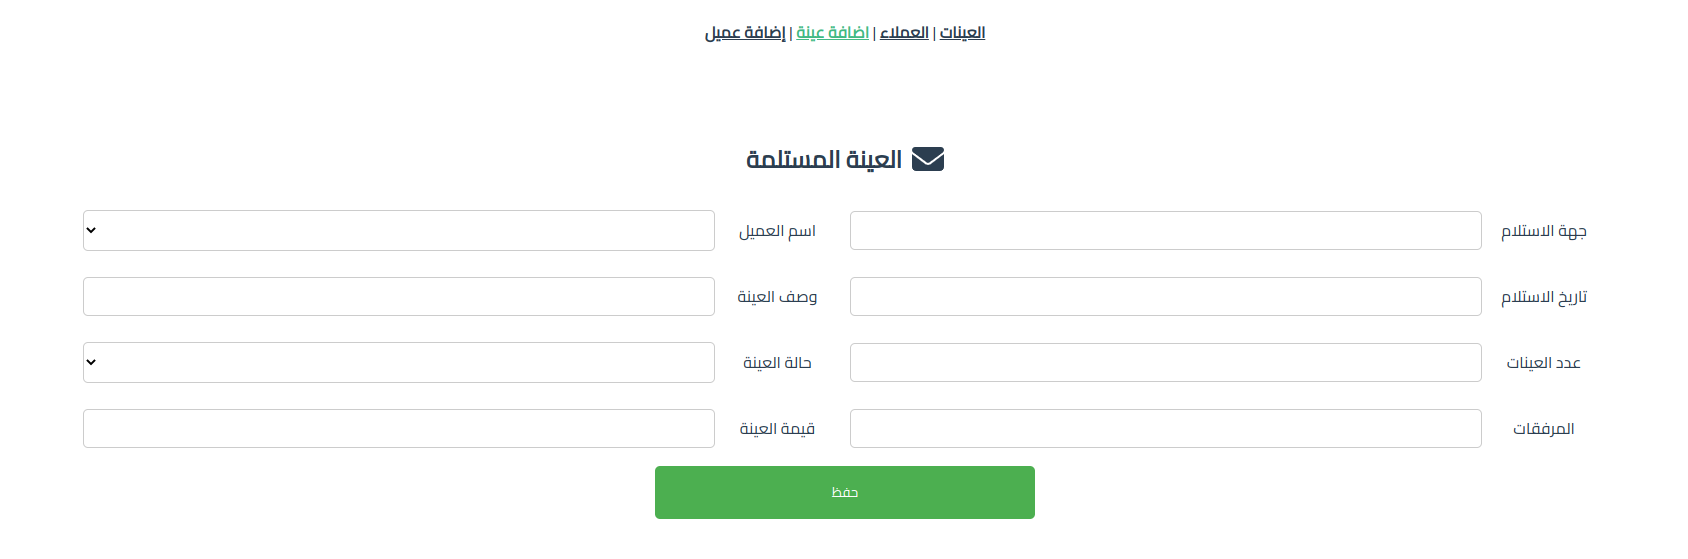 العينات | العملاء | اضافة عينة | إضافة عميل
العينة المستلمة
جهة الاستلام
اسم العميل
تاريخ الاستلام
وصف العينة
عدد العينات
حالة العينة
المرفقات
قيمة العينة
حفظ